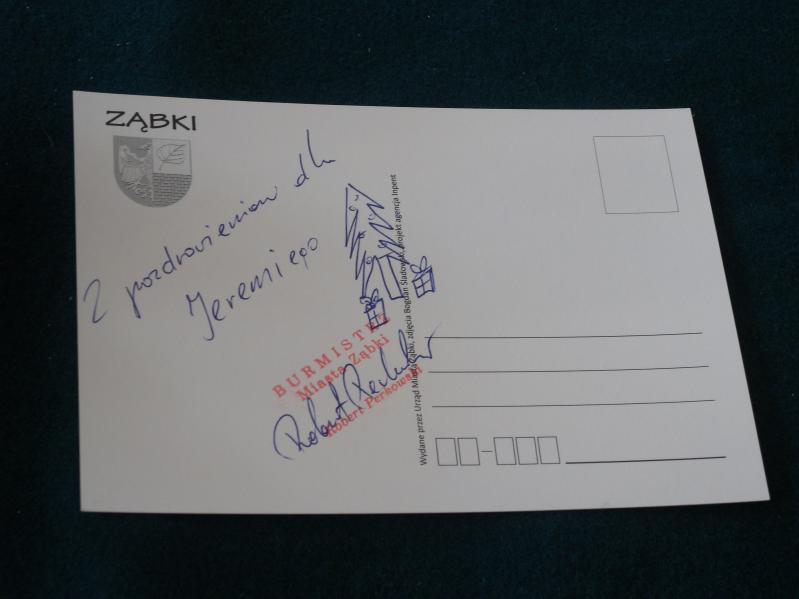 ZĄBKI
Z pozdrowieniami dla
Jeremiego
BURMISTRZ
Miasta Ząbki
Robert Perkowski
Wydane przez Urząd Miasta Ząbki, zdjęcia Bogdan Śladowski, projekt agencja Inpent